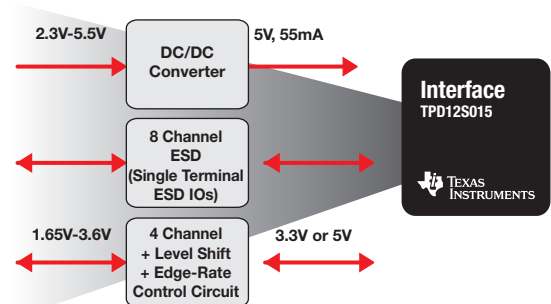 2.3V-5.5V
DC/DC
Converter
5V, 55mA
Interface
TPD12S015
TEXAS
INSTRUMENTS
8 Channel
ESD
(Single Terminal
ESD IOs)
1.65V-3.6V
4 Channel
+ Level Shift
+ Edge-Rate
Control Circuit
3.3V or 5V